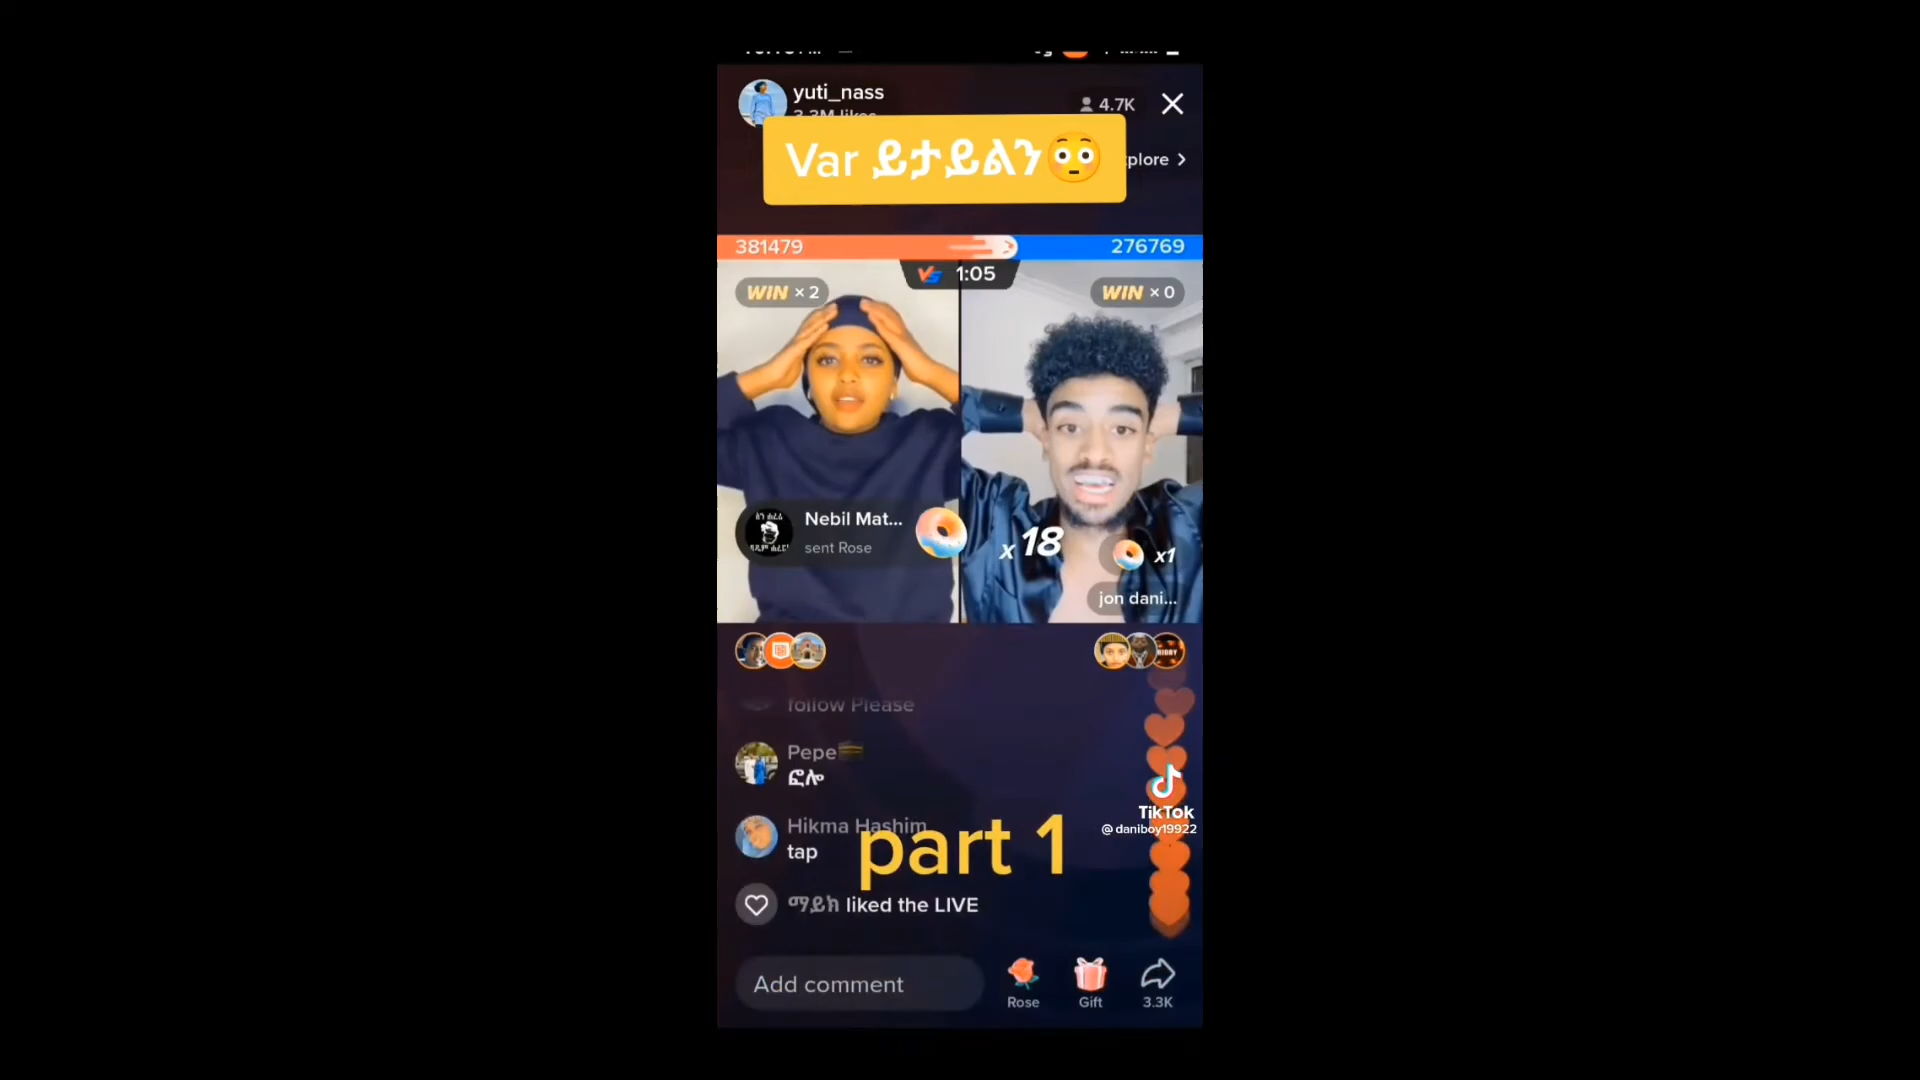 yuti_nass
4.7K
Var ይታይልን
plore >
381479
276769
VS 1:05
WIN × 2
WIN × 0
Nebil Mat...
sent Rose
x 18
x1
jon dani...
follow Please
Pepe
ፎሎ
Hikma Hashim
tap
part 1
TikTok
@daniboy19922
ማይክ liked the LIVE
Add comment
Rose
Gift
3.3K